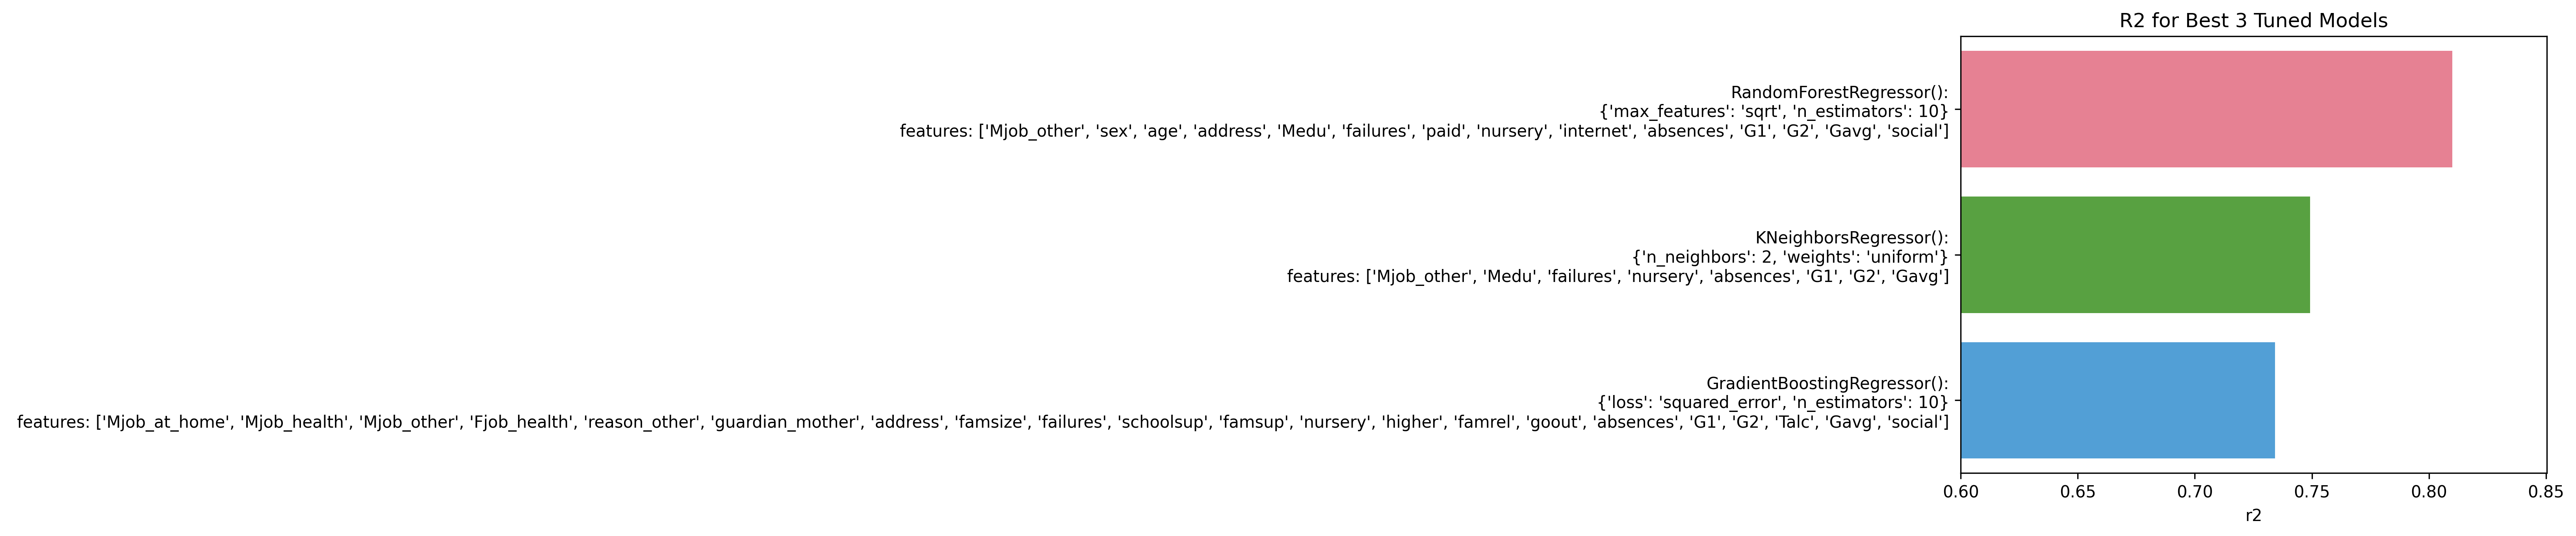 R2 for Best 3 Tuned Models
RandomForestRegressor():
{'max_features': 'sqrt', 'n_estimators': 10}
features: ['Mjob_other', 'sex', 'age', 'address', 'Medu', 'failures', 'paid', 'nursery', 'internet', 'absences', 'G1', 'G2', 'Gavg', 'social']
KNeighborsRegressor():
{'n_neighbors': 2, 'weights': 'uniform'}
features: ['Mjob_other', 'Medu', 'failures', 'nursery', 'absences', 'G1', 'G2', 'Gavg']
GradientBoostingRegressor():
{'loss': 'squared_error', 'n_estimators': 10}
features: ['Mjob_at_home', 'Mjob_health', 'Mjob_other', 'Fjob_health', 'reason_other', 'guardian_mother', 'address', 'famsize', 'failures', 'schoolsup', 'famsup', 'nursery', 'higher', 'famrel', 'goout', 'absences', 'G1', 'G2', 'Talc', 'Gavg', 'social']
0.60 0.65 0.70 0.75 0.80 0.85
r2